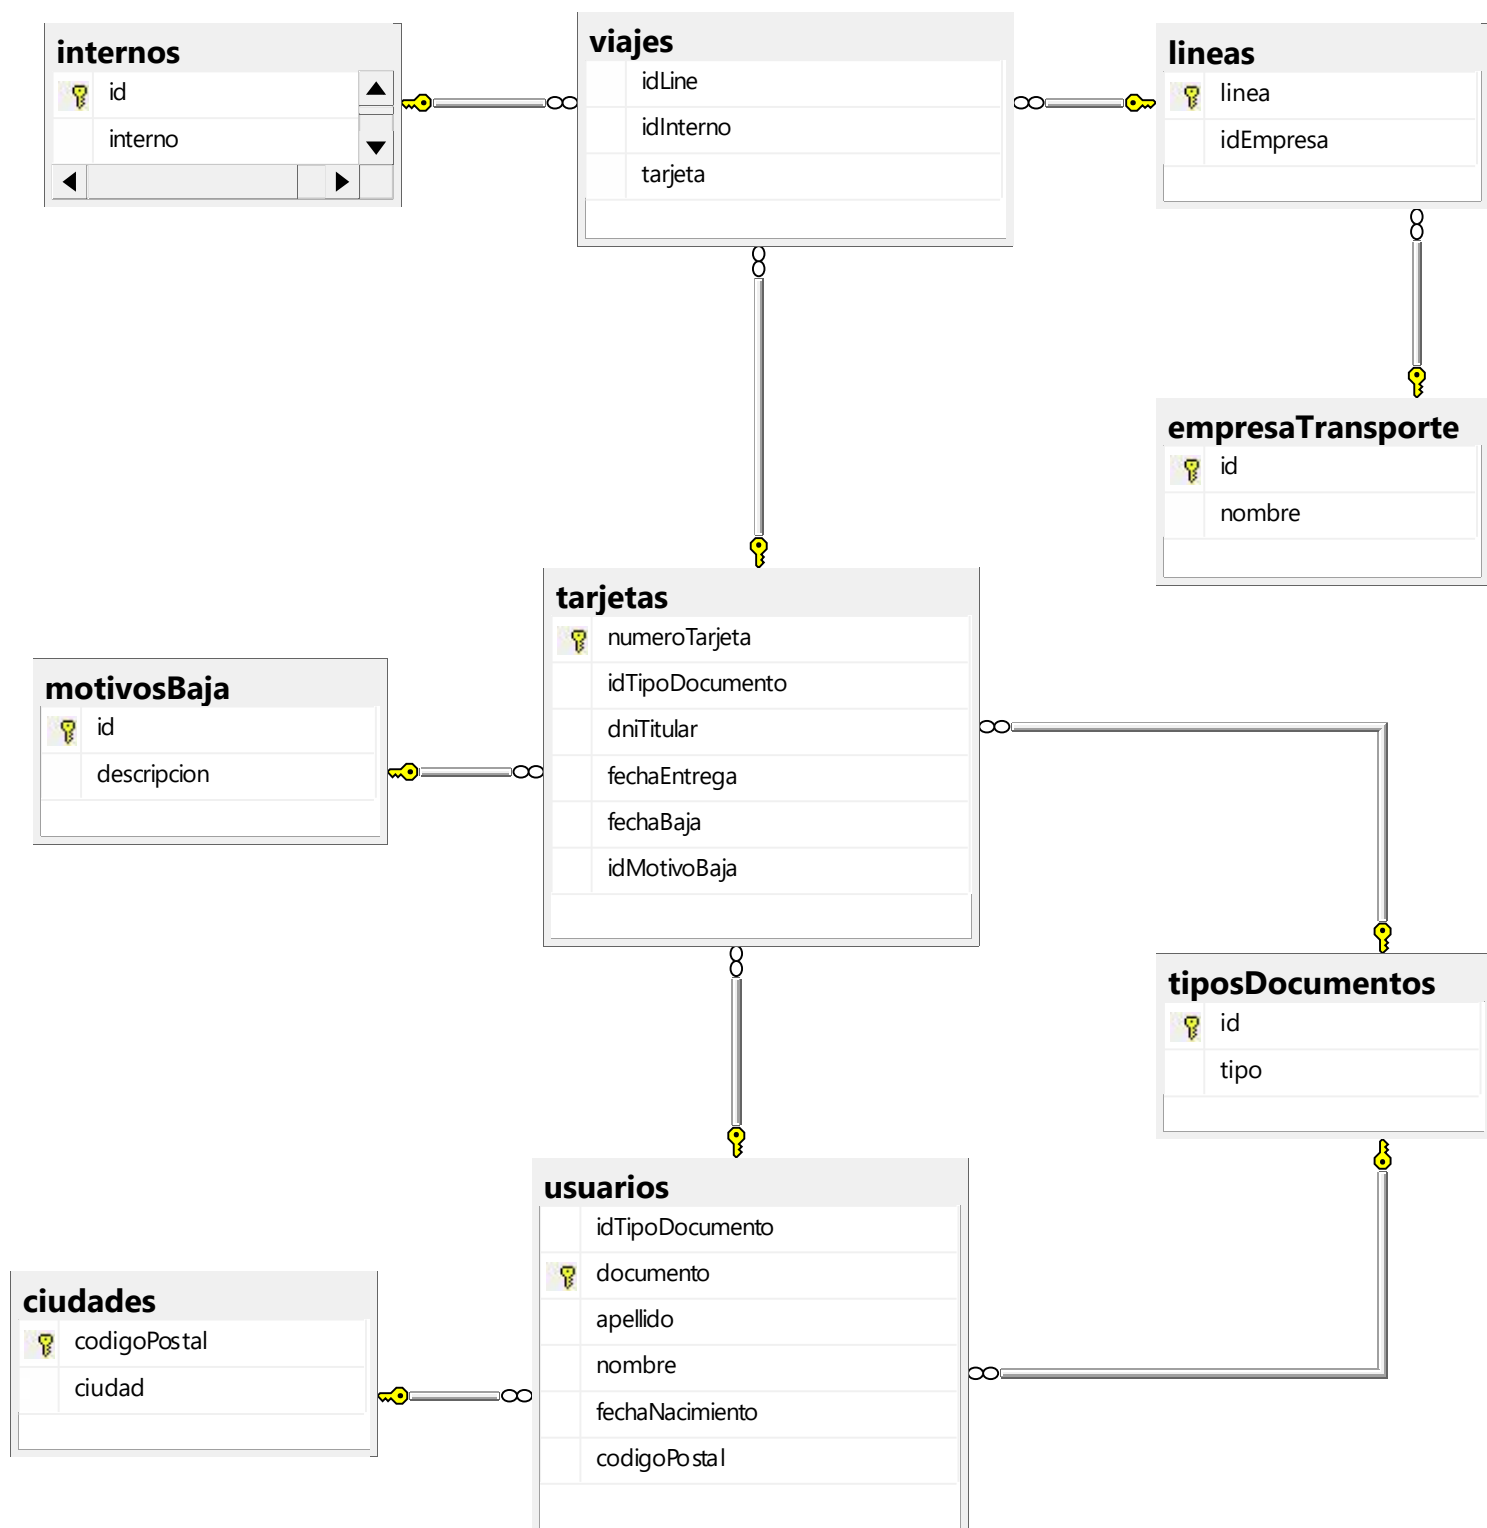 internos
id
interno
viajes
idLine
idInterno
tarjeta
lineas
linea
idEmpresa
empresaTransporte
id
nombre
tarjetas
numeroTarjeta
idTipoDocumento
dniTitular
fechaEntrega
fechaBaja
idMotivoBaja
motivosBaja
id
descripcion
tiposDocumentos
id
tipo
usuarios
idTipoDocumento
documento
apellido
nombre
fechaNacimiento
codigoPostal
ciudades
codigoPostal
ciudad